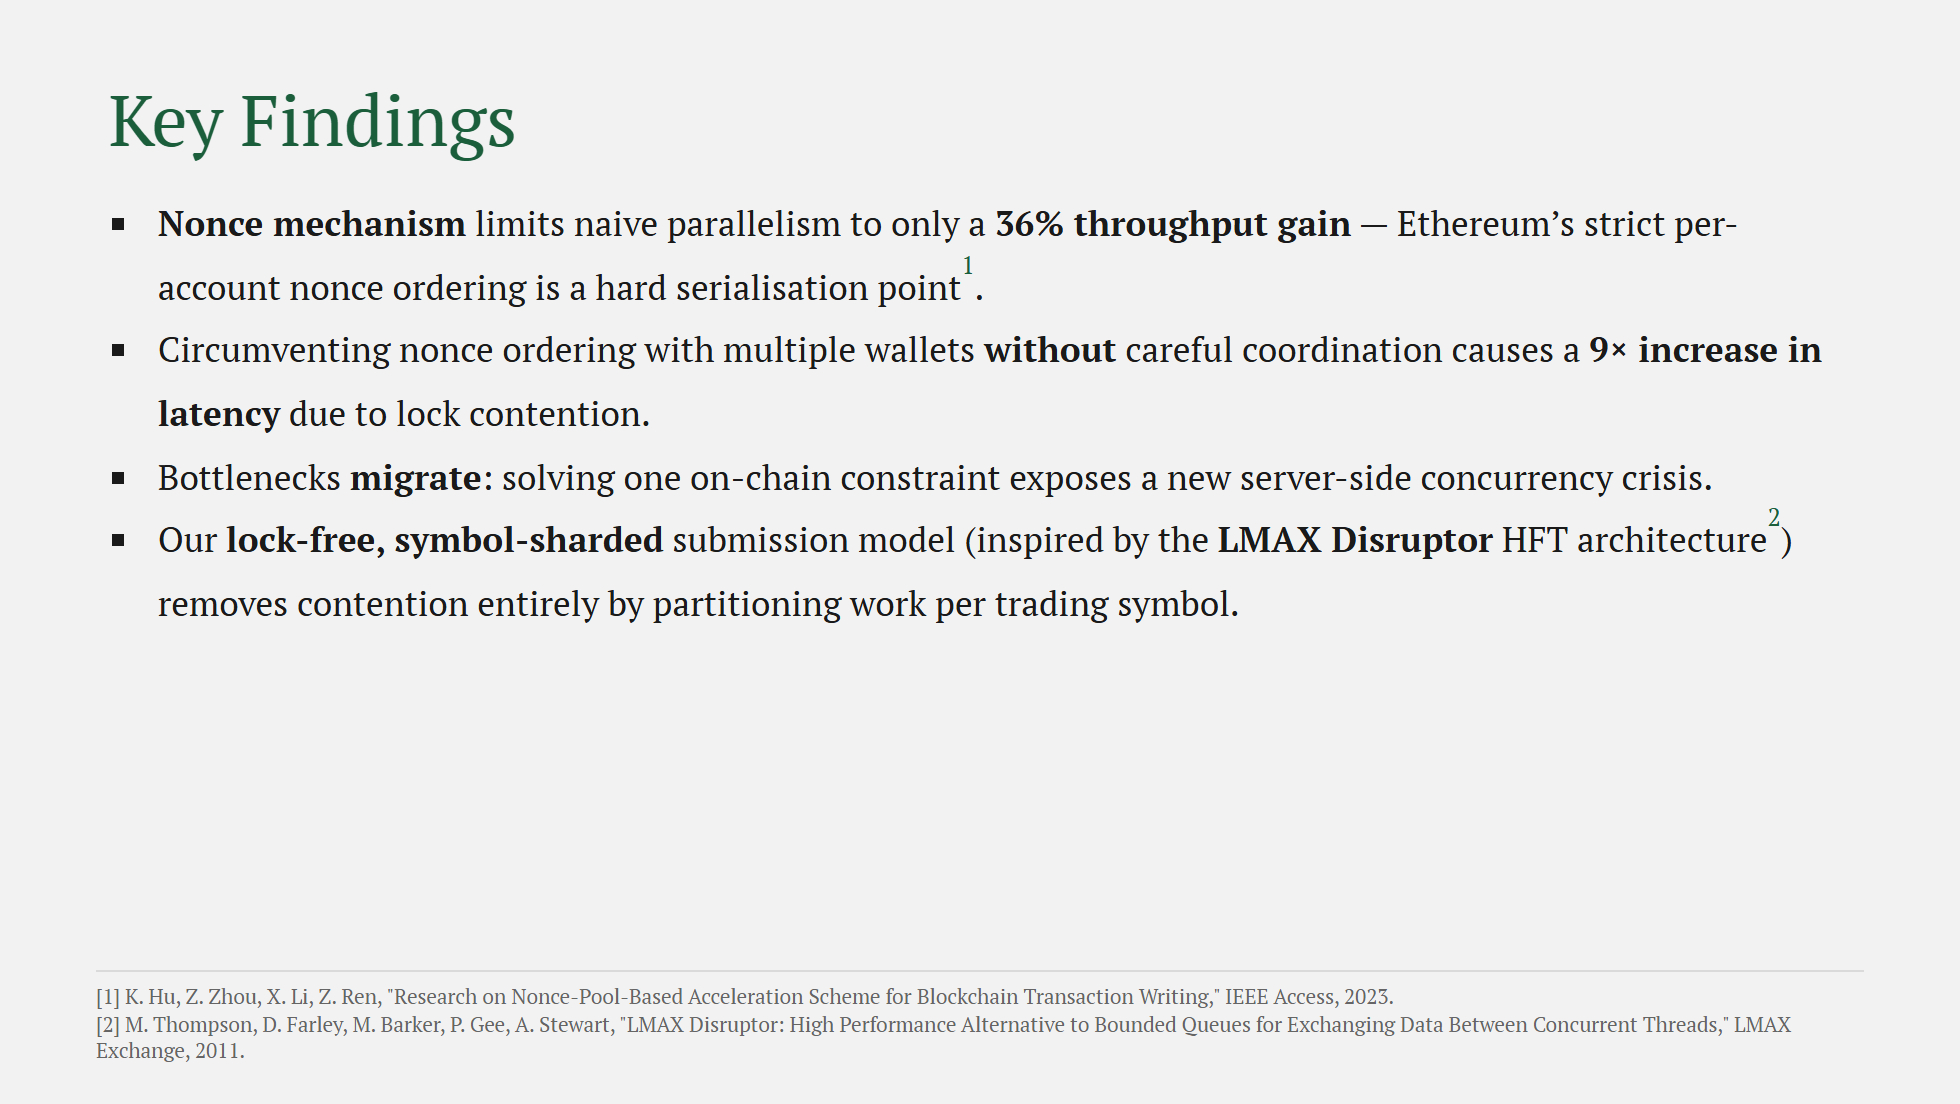 Key Findings
▪ Nonce mechanism limits naive parallelism to only a 36% throughput gain — Ethereum’s strict per-
account nonce ordering is a hard serialisation point1.
▪ Circumventing nonce ordering with multiple wallets without careful coordination causes a 9× increase in
latency due to lock contention.
▪ Bottlenecks migrate: solving one on-chain constraint exposes a new server-side concurrency crisis.
▪ Our lock-free, symbol-sharded submission model (inspired by the LMAX Disruptor HFT architecture2)
removes contention entirely by partitioning work per trading symbol.
[1] K. Hu, Z. Zhou, X. Li, Z. Ren, "Research on Nonce-Pool-Based Acceleration Scheme for Blockchain Transaction Writing," IEEE Access, 2023.
[2] M. Thompson, D. Farley, M. Barker, P. Gee, A. Stewart, "LMAX Disruptor: High Performance Alternative to Bounded Queues for Exchanging Data Between Concurrent Threads," LMAX
Exchange, 2011.